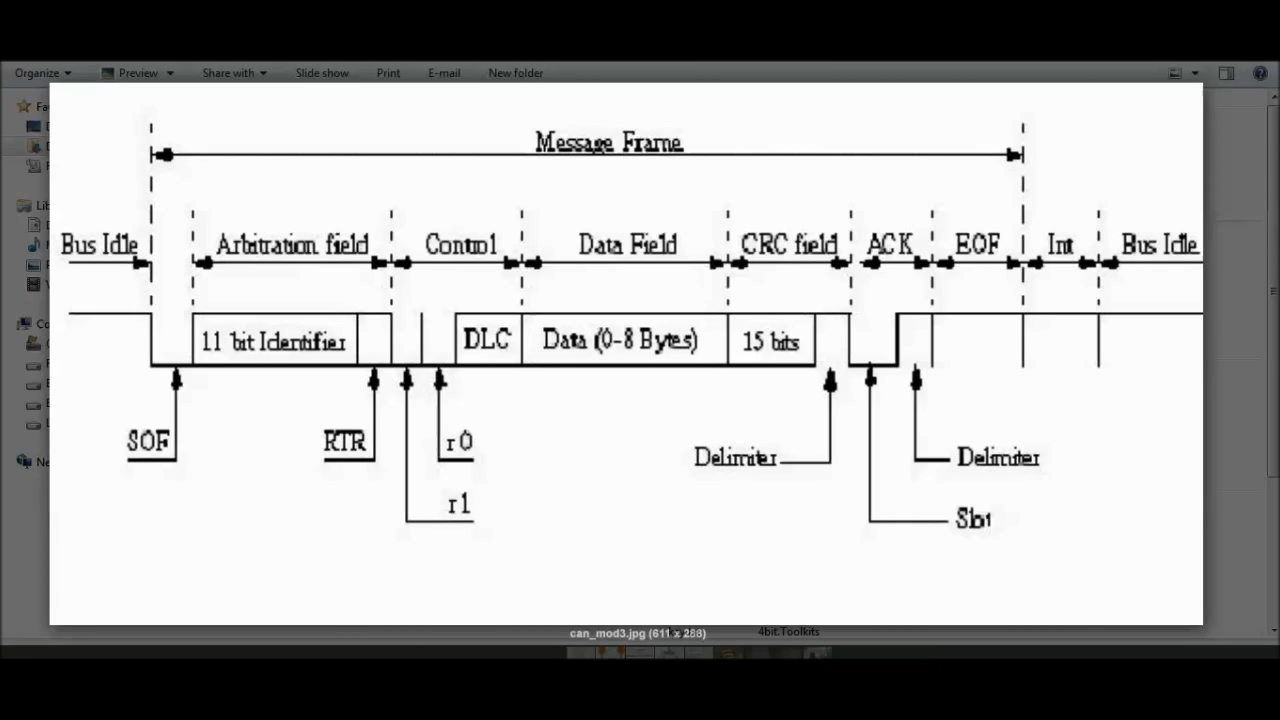 Organize Preview Share with Slide show Print E-mail New folder
Message Frame
Bus Idle Arbitration field Control Data Field CRC field ACK EOF Int Bus Idle
11 bit Identifier DLC Data (0-8 Bytes) 15 bits
SOF RTR r0 Delimiter Delimiter
r1 Slot
can_mod3.jpg (611 x 288) 4bit.Toolkits